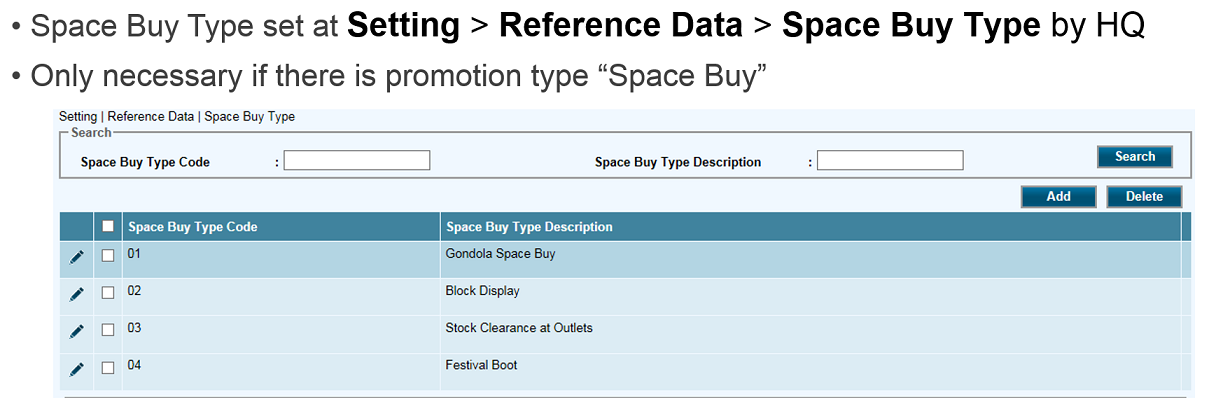 • Space Buy Type set at Setting > Reference Data > Space Buy Type by HQ
• Only necessary if there is promotion type “Space Buy”
Setting | Reference Data | Space Buy Type
Search
Space Buy Type Code : Space Buy Type Description : Search
Add Delete
Space Buy Type Code Space Buy Type Description
01 Gondola Space Buy
02 Block Display
03 Stock Clearance at Outlets
04 Festival Boot